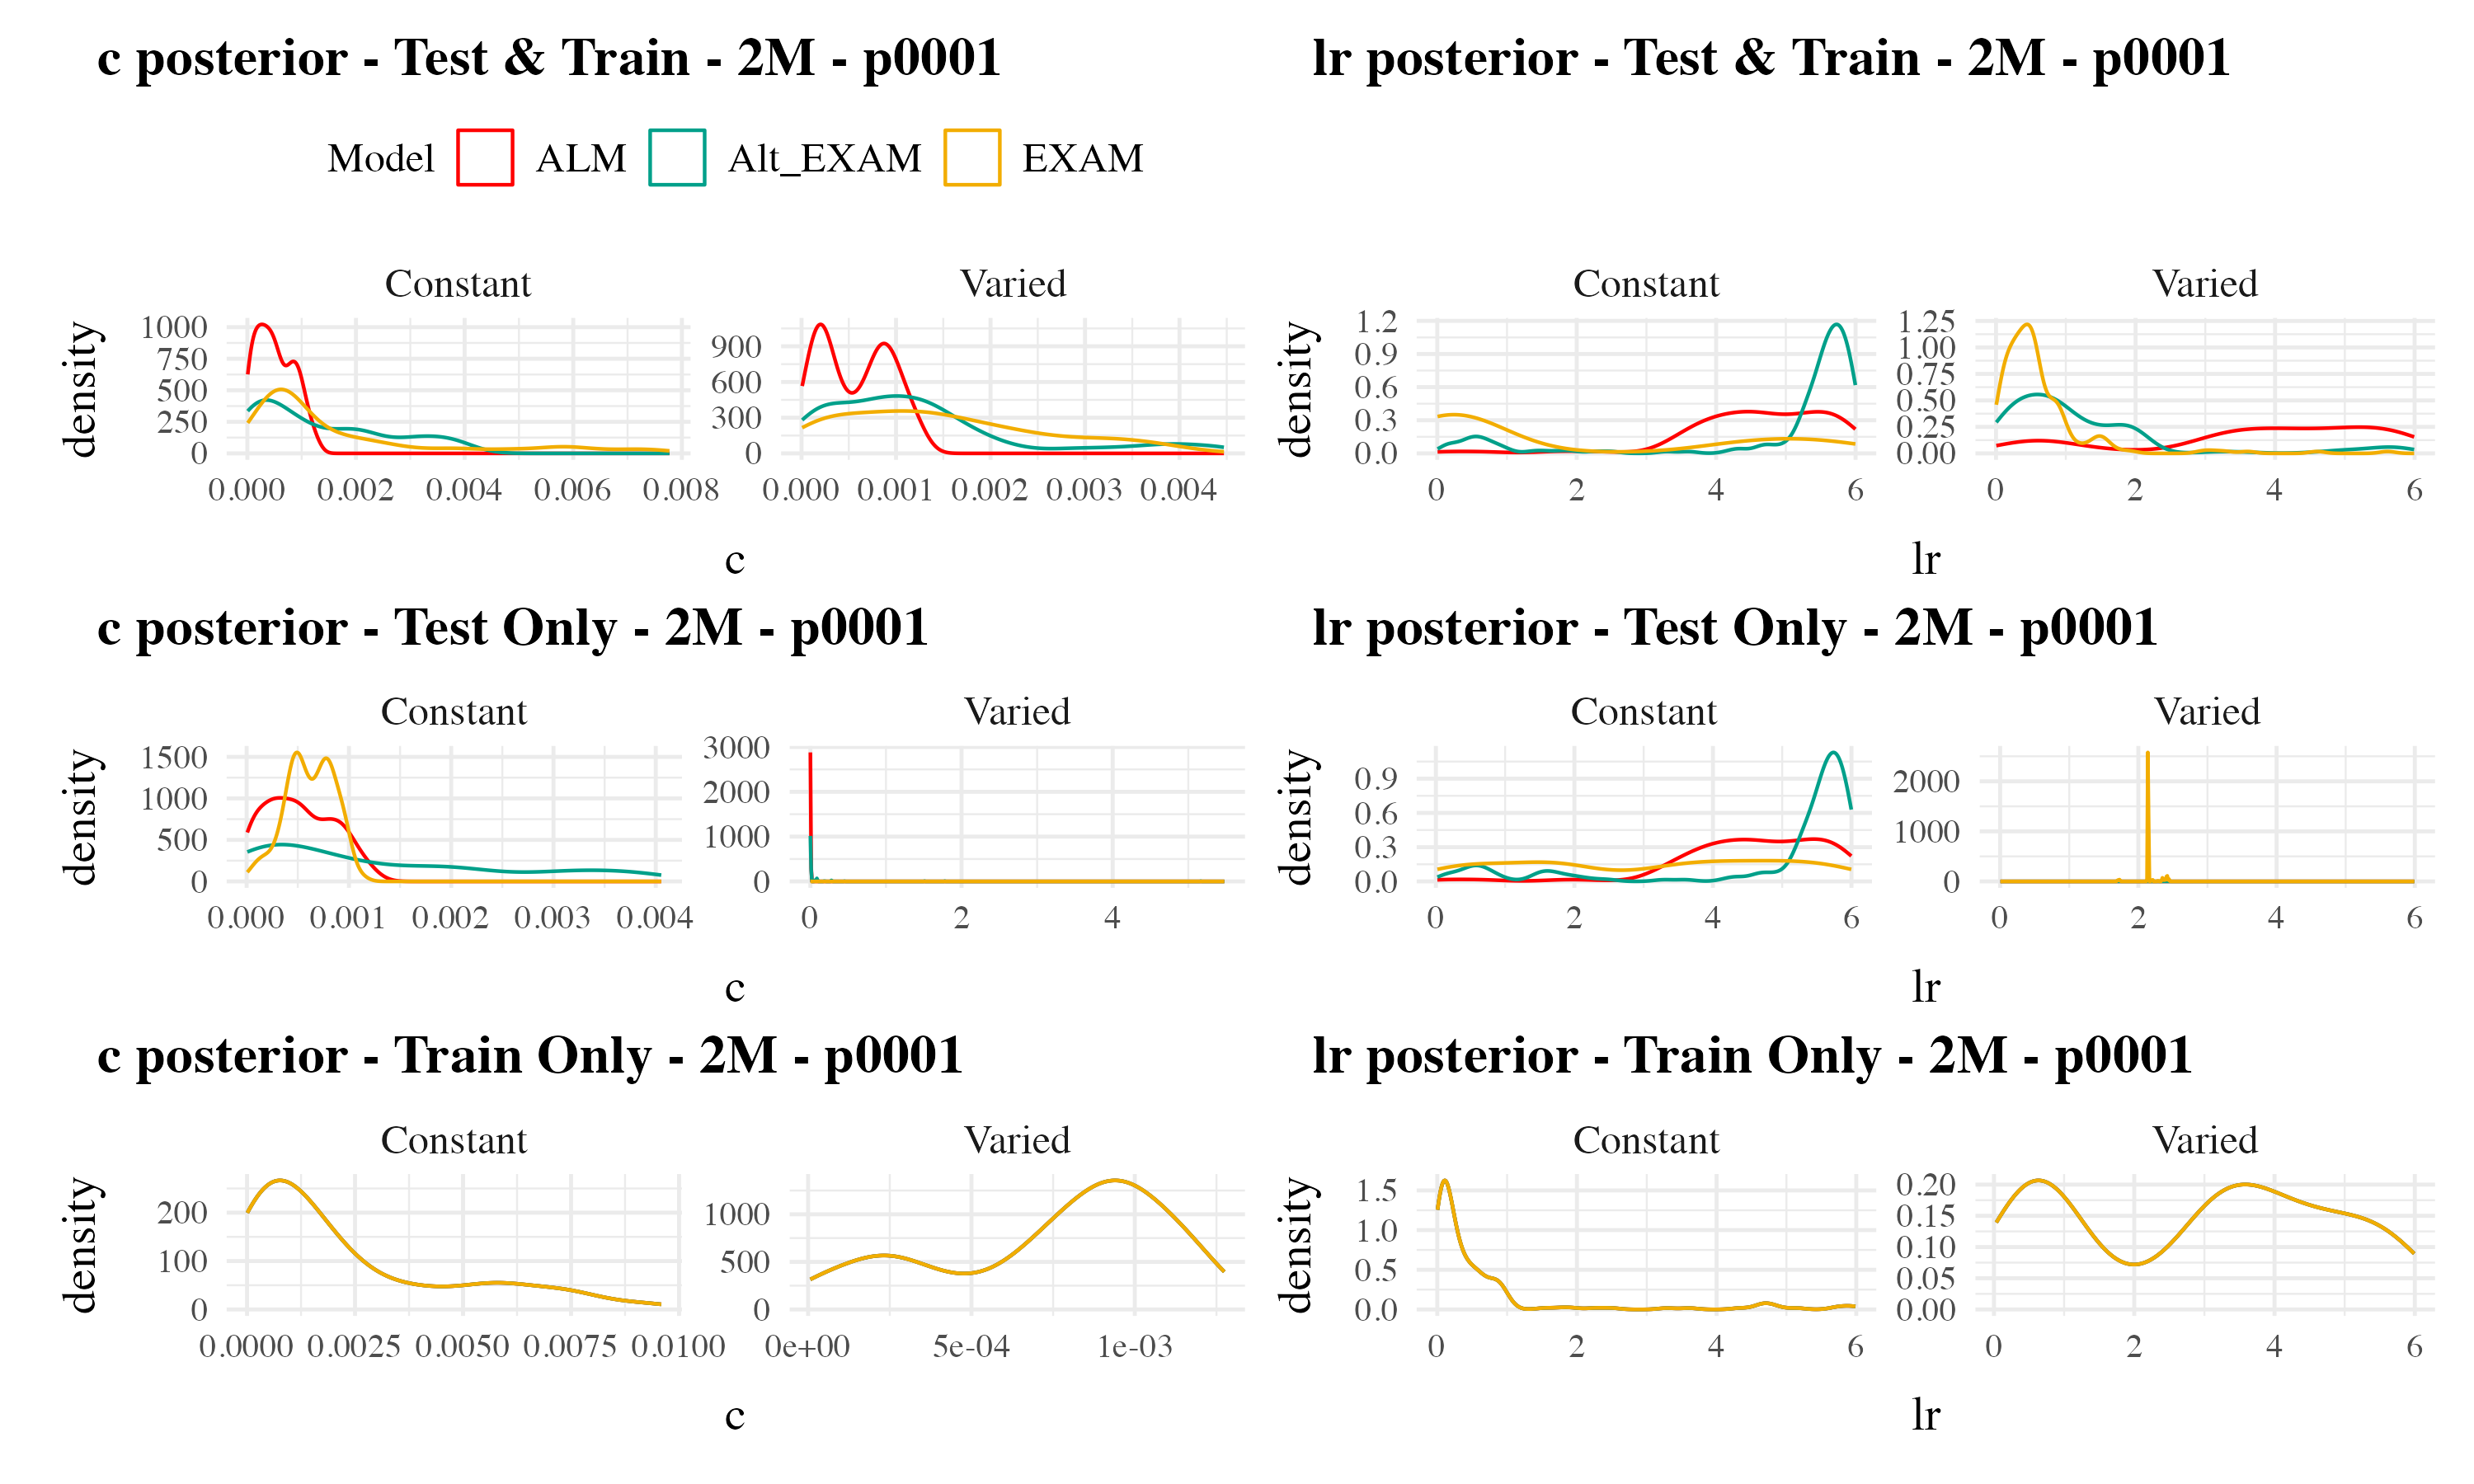 c posterior - Test & Train - 2M - p0001
lr posterior - Test & Train - 2M - p0001
Model ALM Alt_EXAM EXAM
Constant
Varied
Constant
Varied
density
1000
750
500
250
0
0.000 0.002 0.004 0.006 0.008
900
600
300
0
0.000 0.001 0.002 0.003 0.004
c
density
1.2
0.9
0.6
0.3
0.0
0 2 4 6
1.25
1.00
0.75
0.50
0.25
0.00
0 2 4 6
lr
c posterior - Test Only - 2M - p0001
lr posterior - Test Only - 2M - p0001
Constant
Varied
Constant
Varied
density
1500
1000
500
0
0.000 0.001 0.002 0.003 0.004
3000
2000
1000
0
0 2 4
c
density
0.9
0.6
0.3
0.0
0 2 4 6
2000
1000
0
0 2 4 6
lr
c posterior - Train Only - 2M - p0001
lr posterior - Train Only - 2M - p0001
Constant
Varied
Constant
Varied
density
200
100
0
0.0000 0.0025 0.0050 0.0075 0.0100
1000
500
0
0e+00 5e-04 1e-03
c
density
1.5
1.0
0.5
0.0
0 2 4 6
0.20
0.15
0.10
0.05
0.00
0 2 4 6
lr